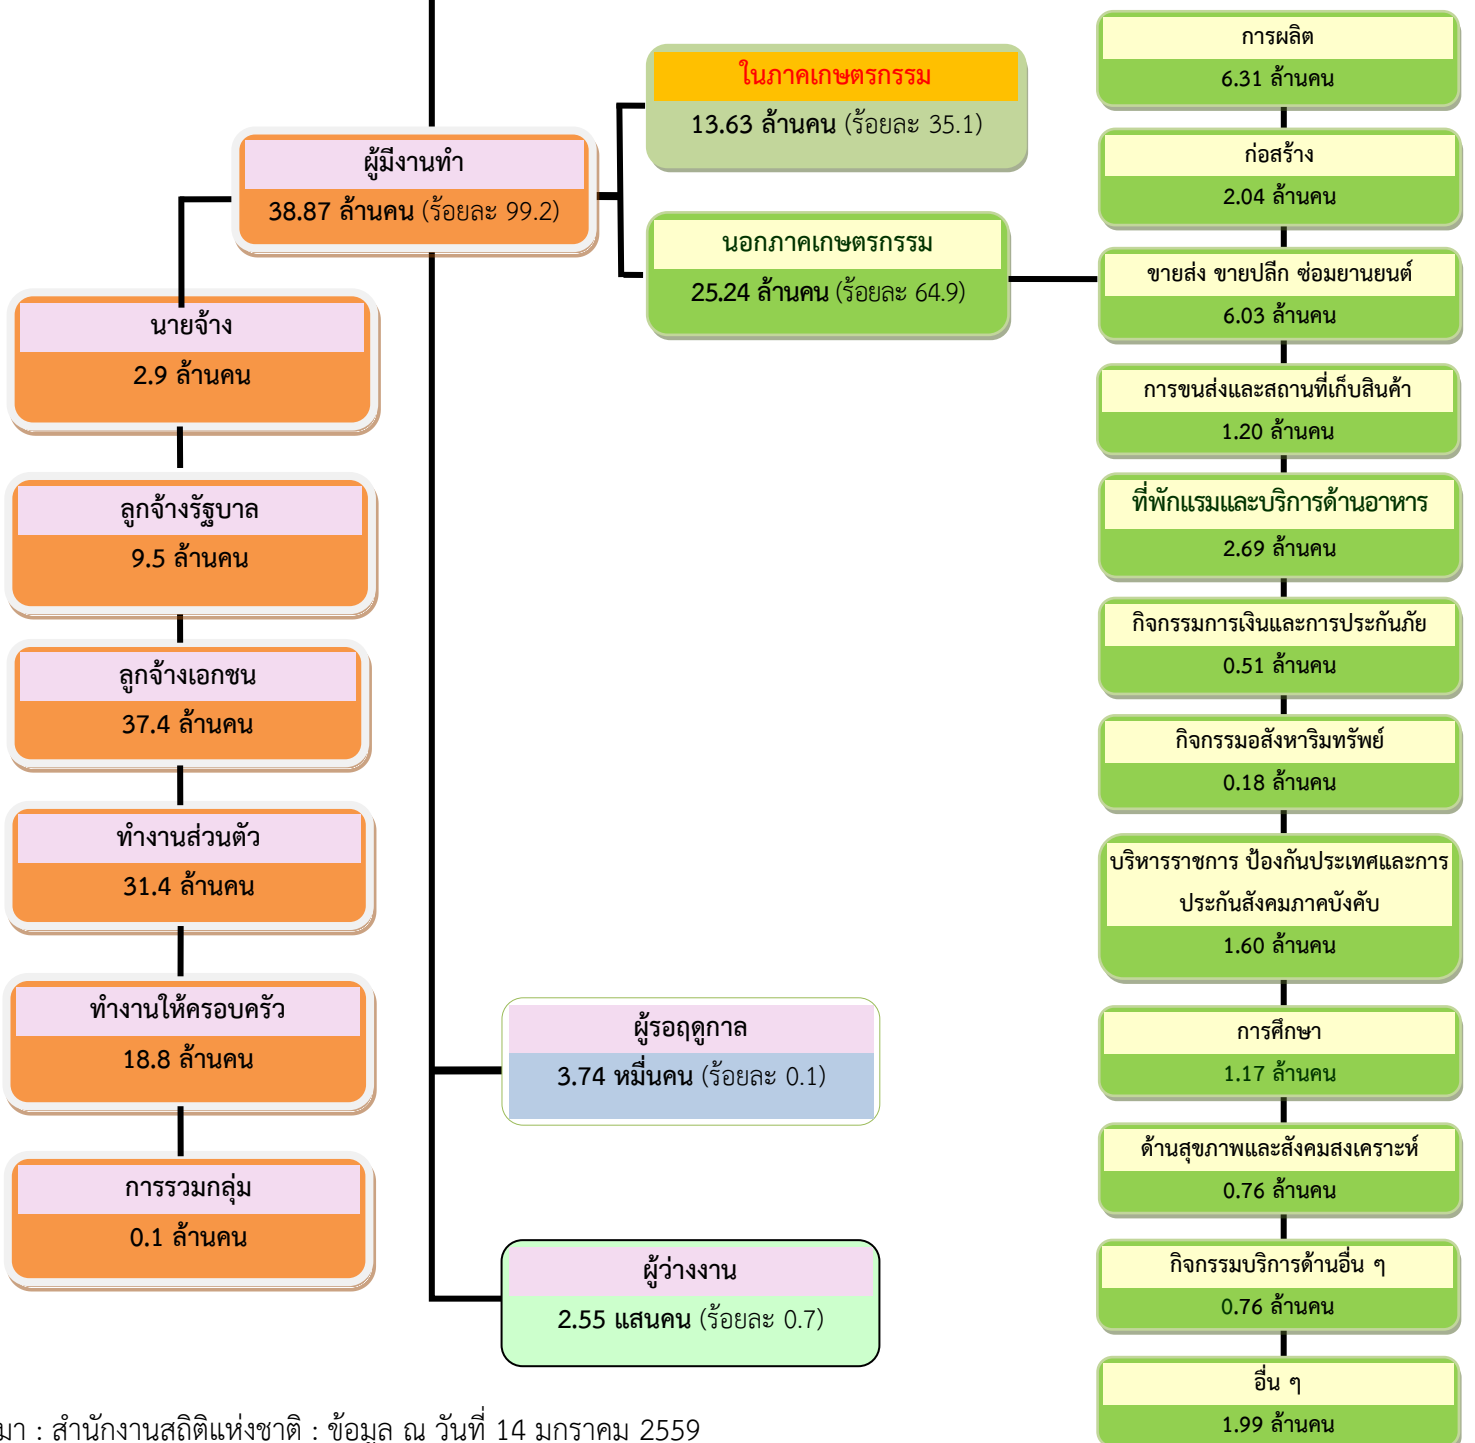 ผู้มีงานทำ
38.87 ล้านคน (ร้อยละ 99.2)
ในภาคเกษตรกรรม
13.63 ล้านคน (ร้อยละ 35.1)
นอกภาคเกษตรกรรม
25.24 ล้านคน (ร้อยละ 64.9)
นายจ้าง
2.9 ล้านคน
ลูกจ้างรัฐบาล
9.5 ล้านคน
ลูกจ้างเอกชน
37.4 ล้านคน
ทำงานส่วนตัว
31.4 ล้านคน
ทำงานให้ครอบครัว
18.8 ล้านคน
การรวมกลุ่ม
0.1 ล้านคน
ผู้รอฤดูกาล
3.74 หมื่นคน (ร้อยละ 0.1)
ผู้ว่างงาน
2.55 แสนคน (ร้อยละ 0.7)
การผลิต
6.31 ล้านคน
ก่อสร้าง
2.04 ล้านคน
ขายส่ง ขายปลีก ซ่อมยานยนต์
6.03 ล้านคน
การขนส่งและสถานที่เก็บสินค้า
1.20 ล้านคน
ที่พักแรมและบริการด้านอาหาร
2.69 ล้านคน
กิจกรรมการเงินและการประกันภัย
0.51 ล้านคน
กิจกรรมอสังหาริมทรัพย์
0.18 ล้านคน
บริหารราชการ ป้องกันประเทศและการ
ประกันสังคมภาคบังคับ
1.60 ล้านคน
การศึกษา
1.17 ล้านคน
ด้านสุขภาพและสังคมสงเคราะห์
0.76 ล้านคน
กิจกรรมบริการด้านอื่น ๆ
0.76 ล้านคน
อื่น ๆ
1.99 ล้านคน
มา : สำนักงานสถิติแห่งชาติ : ข้อมูล ณ วันที่ 14 มกราคม 2559